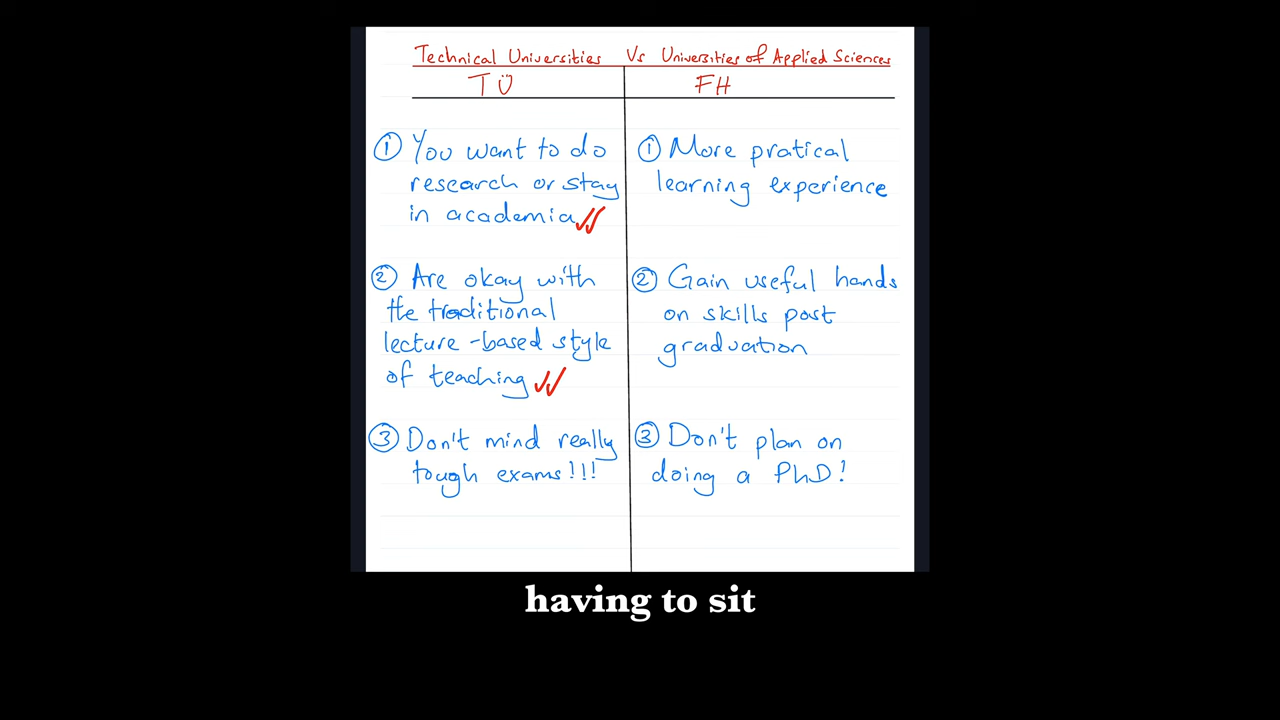 Technical Universities Vs Universities of Applied Sciences
TÜ FH
① You want to do
research or stay
in academia
② Are okay with
the traditional
lecture-based style
of teaching
③ Don't mind really
tough exams!!!
① More pratical
learning experience
② Gain useful hands
on skills post
graduation
③ Don't plan on
doing a PhD!
having to sit